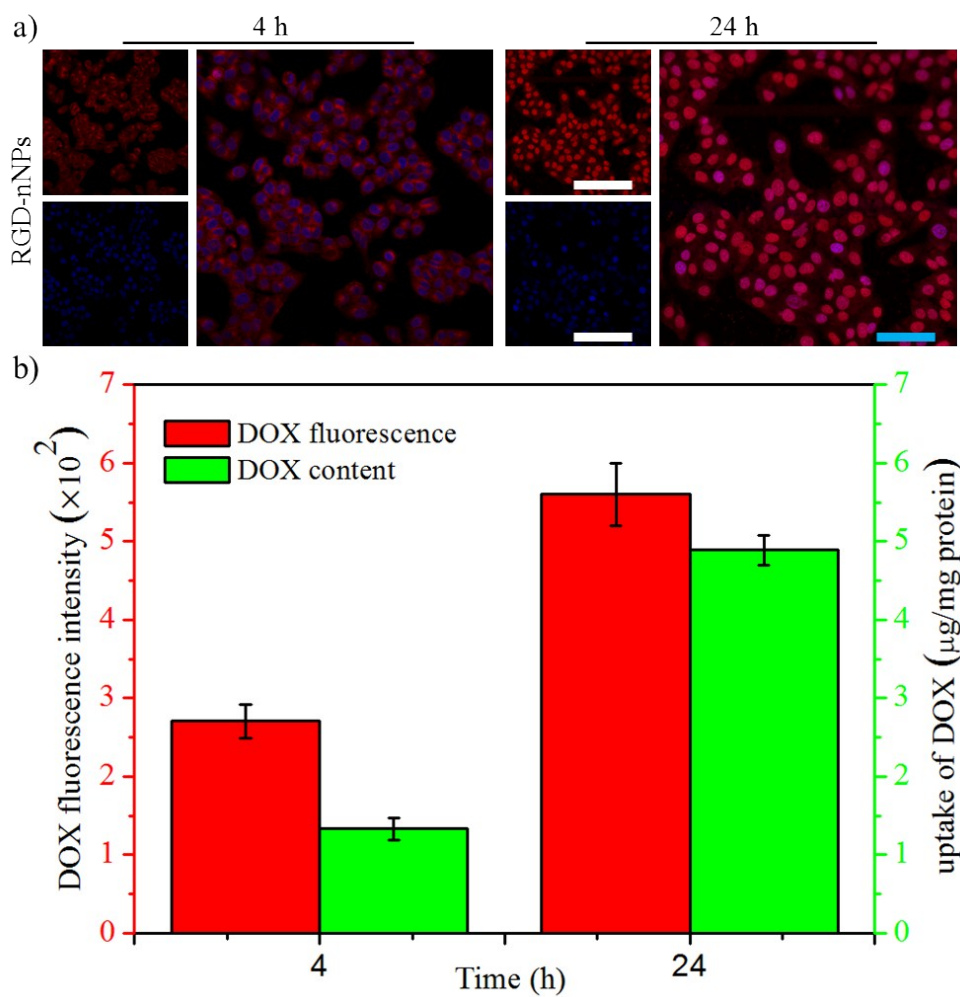 a)
4 h
24 h
RGD-nNPs
b)
DOX fluorescence intensity (×10²)
7
6
5
4
3
2
1
0
DOX fluorescence
DOX content
7
6
5
4
3
2
1
0
uptake of DOX (μg/mg protein)
4
24
Time (h)